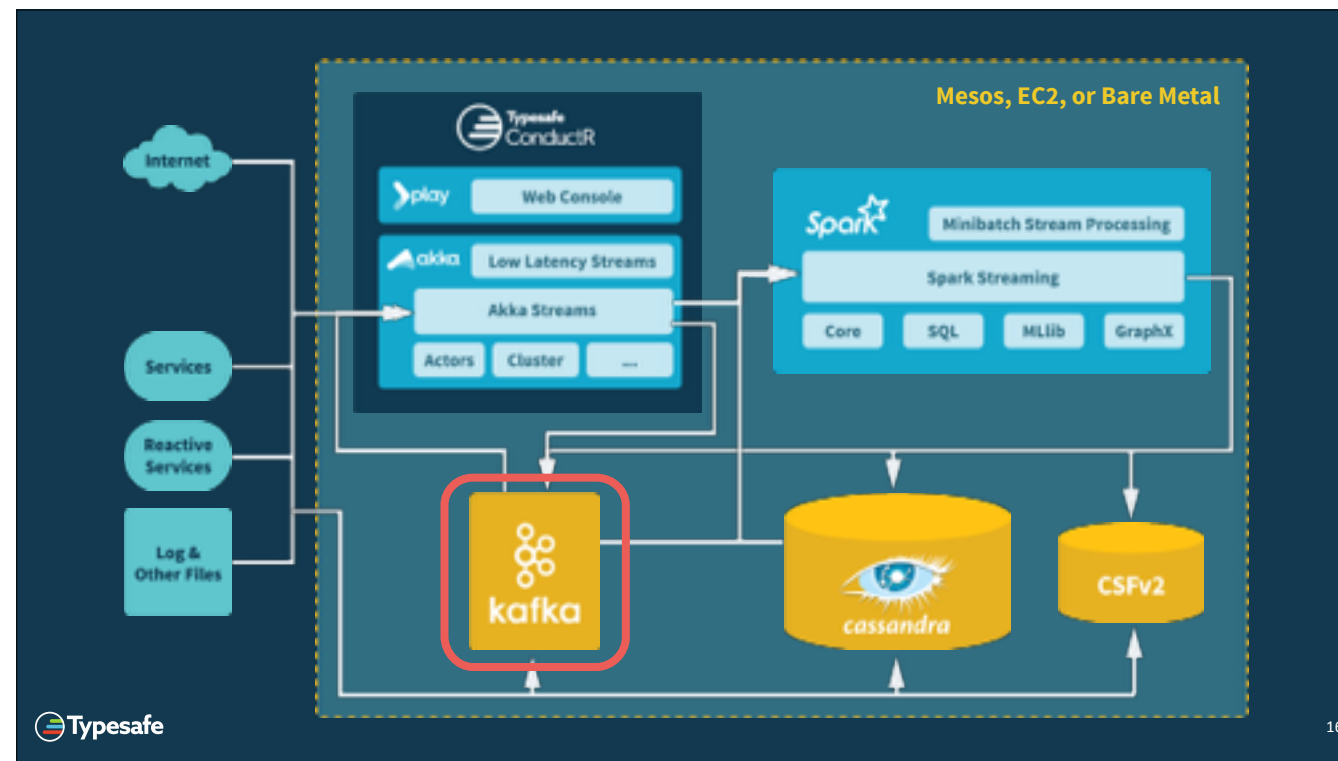 Mesos, EC2, or Bare Metal
Typesafe
ConductR
Internet
play
Web Console
akka
Low Latency Streams
Akka Streams
Actors
Cluster
....
Spark
Minibatch Stream Processing
Spark Streaming
Core
SQL
MLlib
GraphX
Services
Reactive
Services
Log &
Other Files
kafka
cassandra
CSFv2
Typesafe
16